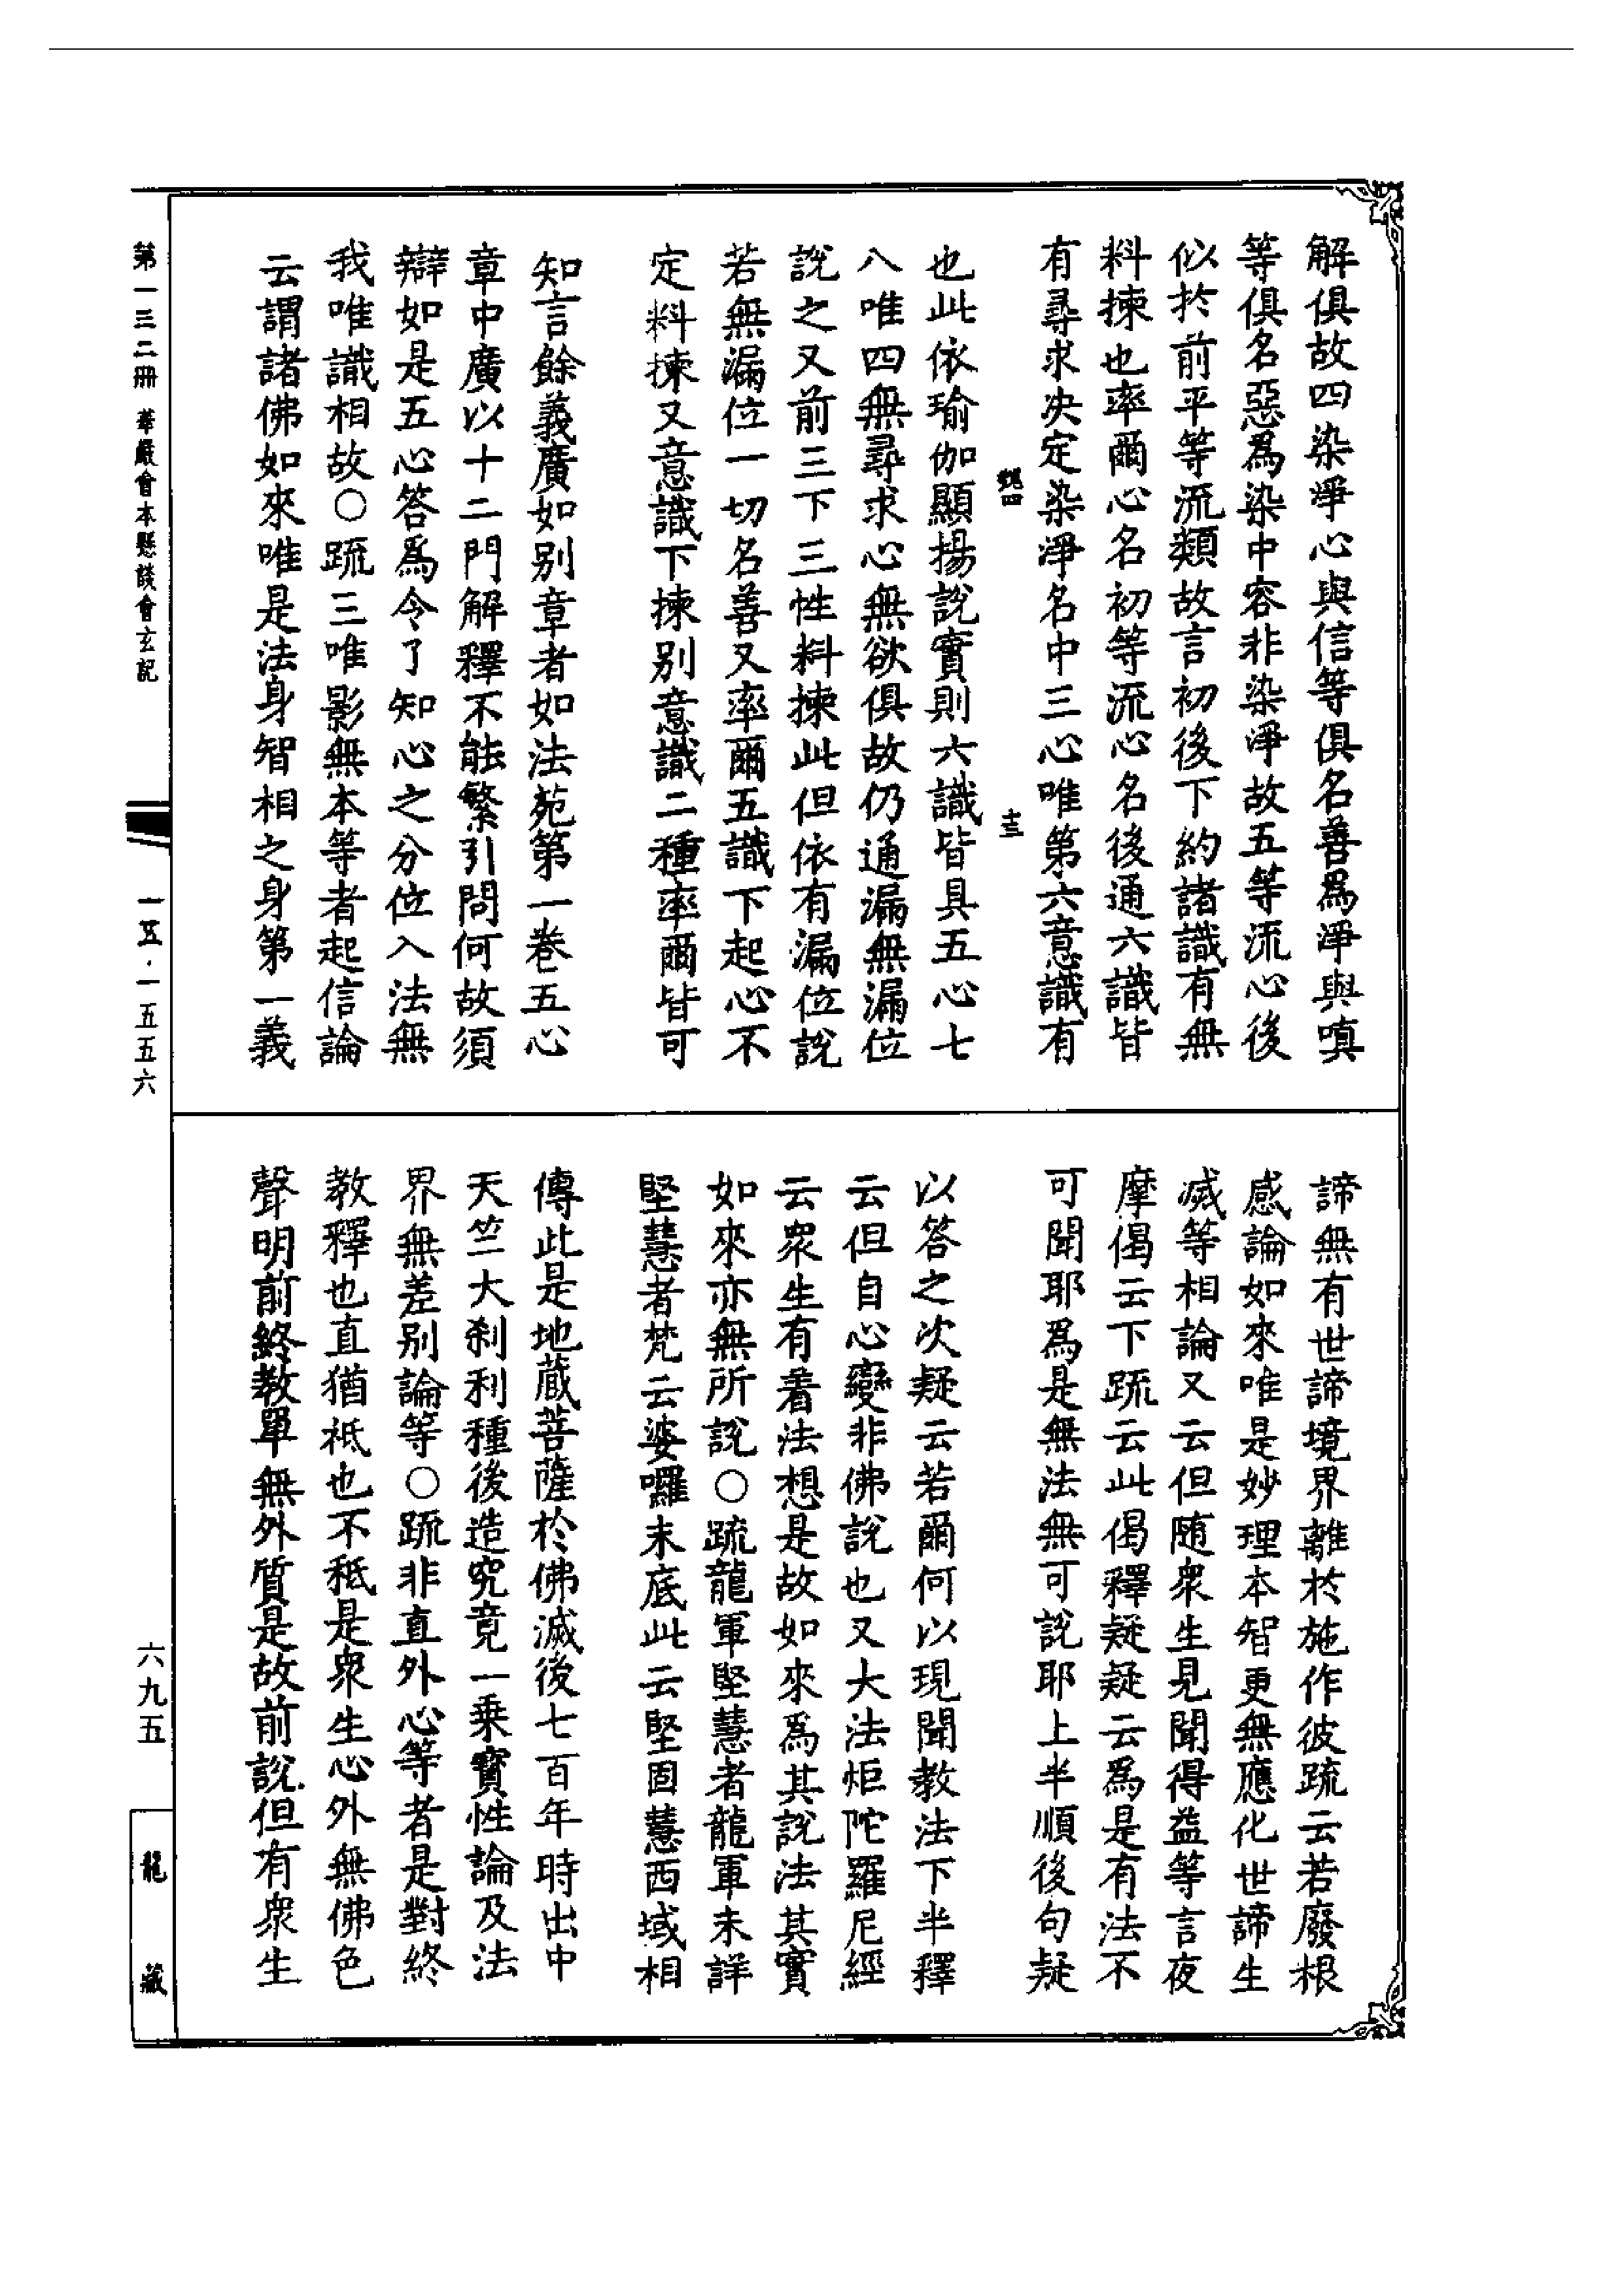 解俱故四染淨心與信等俱名善爲淨與嗔
等俱名惡爲染中容非染淨故五等流心後
似於前平等流類故言初後下約諸識有無
料揀也率爾心名初等流心名後通六識皆
有尋求決定染淨名中三心唯第六意識有
魏四
十三
也此依瑜伽顯揚說實則六識皆具五心七
八唯四無尋求心無欲俱故仍通漏無漏位
說之又前三下三性料揀此但依有漏位說
若無漏位一切名善又率爾五識下起心不
定料揀又意識下揀別意識二種率爾皆可
知言餘義廣如別章者如法苑第一卷五心
章中廣以十二門解釋不能繁引問何故須
辯如是五心答爲令了知心之分位入法無
我唯識相故○疏三唯影無本等者起信論
云謂諸佛如來唯是法身智相之身第一義
諦無有世諦境界離於施作彼疏云若廢根
感論如來唯是妙理本智更無應化世諦生
滅等相論又云但随衆生見聞得益等言夜
摩偈云下疏云此偈釋疑疑云爲是有法不
可聞耶爲是無法無可說耶上半順後句疑
以答之次疑云若爾何以現聞教法下半釋
云但自心變非佛說也又大法炬陀羅尼經
云衆生有着法想是故如來爲其說法其實
如來亦無所說○疏龍軍堅慧者龍軍未詳
堅慧者梵云婆囉末底此云堅固慧西域相
傳此是地蔵菩薩於佛滅後七百年時出中
天竺大刹利種後造究竟一乘寶性論及法
界無差别論等○疏非直外心等者是對終
教釋也直猶祇也不秪是衆生心外無佛色
聲明前終教單無外質是故前說但有衆生
第一三二冊 華嚴會本懸談會玄記
一五·一五五六
六九五
龍藏